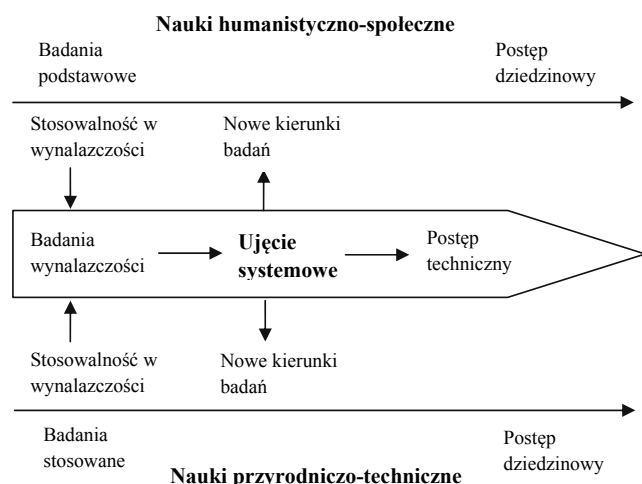 Nauki humanistyczno-społeczne
Badania
podstawowe
Postęp
dziedzinowy
Stosowalność w
wynalazczości
Nowe kierunki
badań
Badania
wynalazczości
Ujęcie
systemowe
Postęp
techniczny
Stosowalność w
wynalazczości
Nowe kierunki
badań
Badania
stosowane
Postęp
dziedzinowy
Nauki przyrodniczo-techniczne